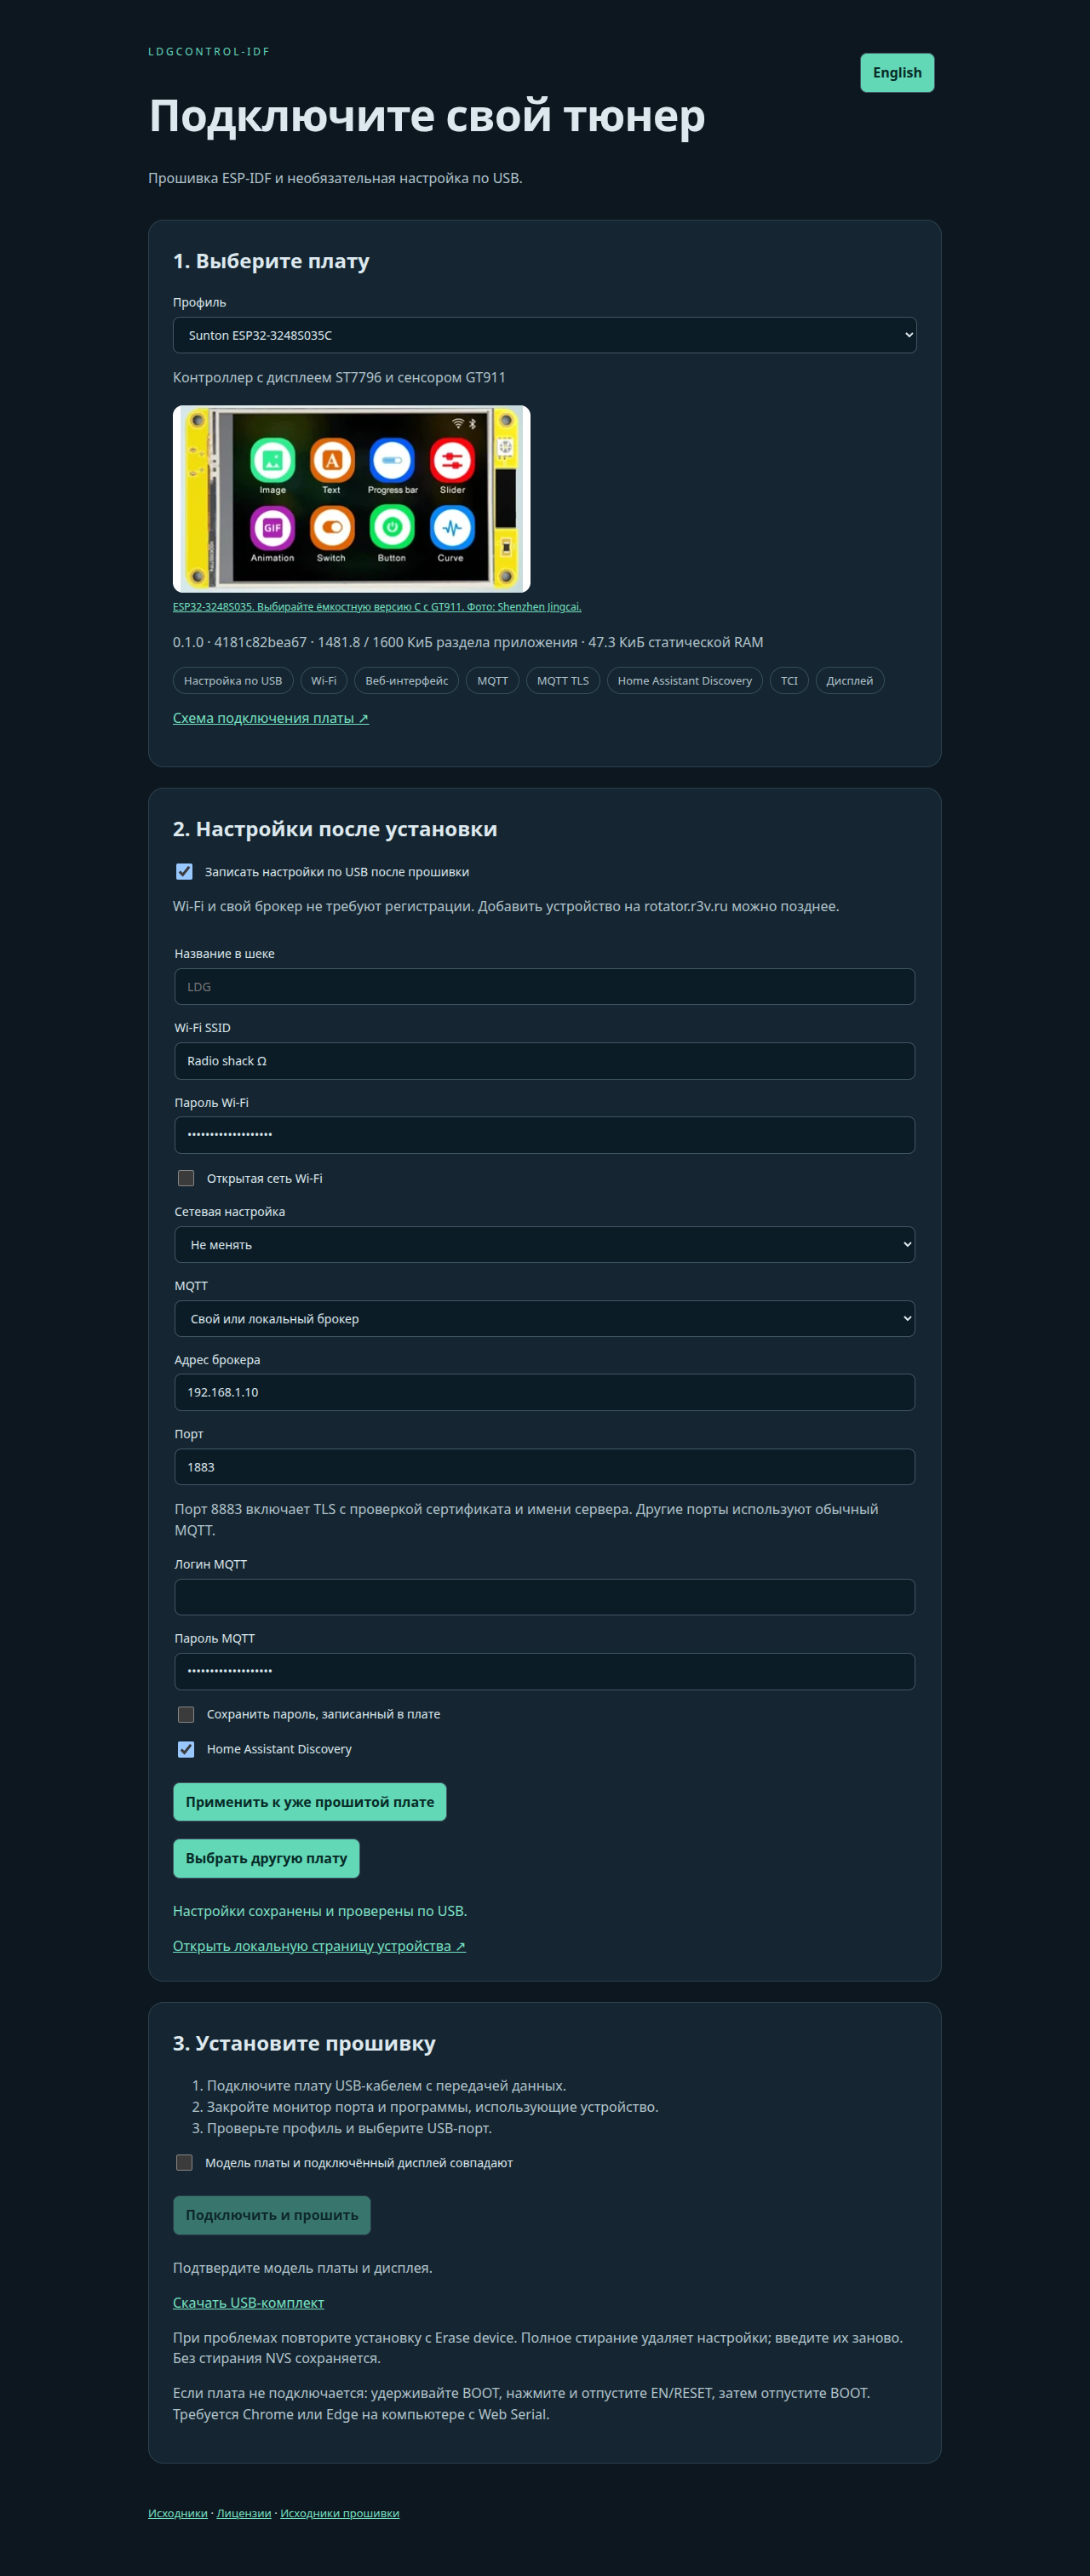 LDGCONTROL-IDF
English
Подключите свой тюнер
Прошивка ESP-IDF и необязательная настройка по USB.
1. Выберите плату
Профиль
Sunton ESP32-3248S035C
Контроллер с дисплеем ST7796 и сенсором GT911
Image Text Progress bar Slider
GIF
Animation Switch Button Curve
ESP32-3248S035. Выбирайте ёмкостную версию C с GT911. Фото: Shenzhen Jingcai.
0.1.0 · 4181c82bea67 · 1481.8 / 1600 КиБ раздела приложения · 47.3 КиБ статической RAM
Настройка по USB Wi-Fi Веб-интерфейс MQTT MQTT TLS Home Assistant Discovery TCI Дисплей
Схема подключения платы ↗
2. Настройки после установки
Записать настройки по USB после прошивки
Wi-Fi и свой брокер не требуют регистрации. Добавить устройство на rotator.r3v.ru можно позднее.
Название в шеке
LDG
Wi-Fi SSID
Radio shack Ω
Пароль Wi-Fi
•••••••••••••••••••
Открытая сеть Wi-Fi
Сетевая настройка
Не менять
MQTT
Свой или локальный брокер
Адрес брокера
192.168.1.10
Порт
1883
Порт 8883 включает TLS с проверкой сертификата и имени сервера. Другие порты используют обычный
MQTT.
Логин MQTT
Пароль MQTT
•••••••••••••••••••
Сохранить пароль, записанный в плате
Home Assistant Discovery
Применить к уже прошитой плате
Выбрать другую плату
Настройки сохранены и проверены по USB.
Открыть локальную страницу устройства ↗
3. Установите прошивку
1. Подключите плату USB-кабелем с передачей данных.
2. Закройте монитор порта и программы, использующие устройство.
3. Проверьте профиль и выберите USB-порт.
Модель платы и подключённый дисплей совпадают
Подключить и прошить
Подтвердите модель платы и дисплея.
Скачать USB-комплект
При проблемах повторите установку с Erase device. Полное стирание удаляет настройки; введите их заново.
Без стирания NVS сохраняется.
Если плата не подключается: удерживайте BOOT, нажмите и отпустите EN/RESET, затем отпустите BOOT.
Требуется Chrome или Edge на компьютере с Web Serial.
Исходники · Лицензии · Исходники прошивки